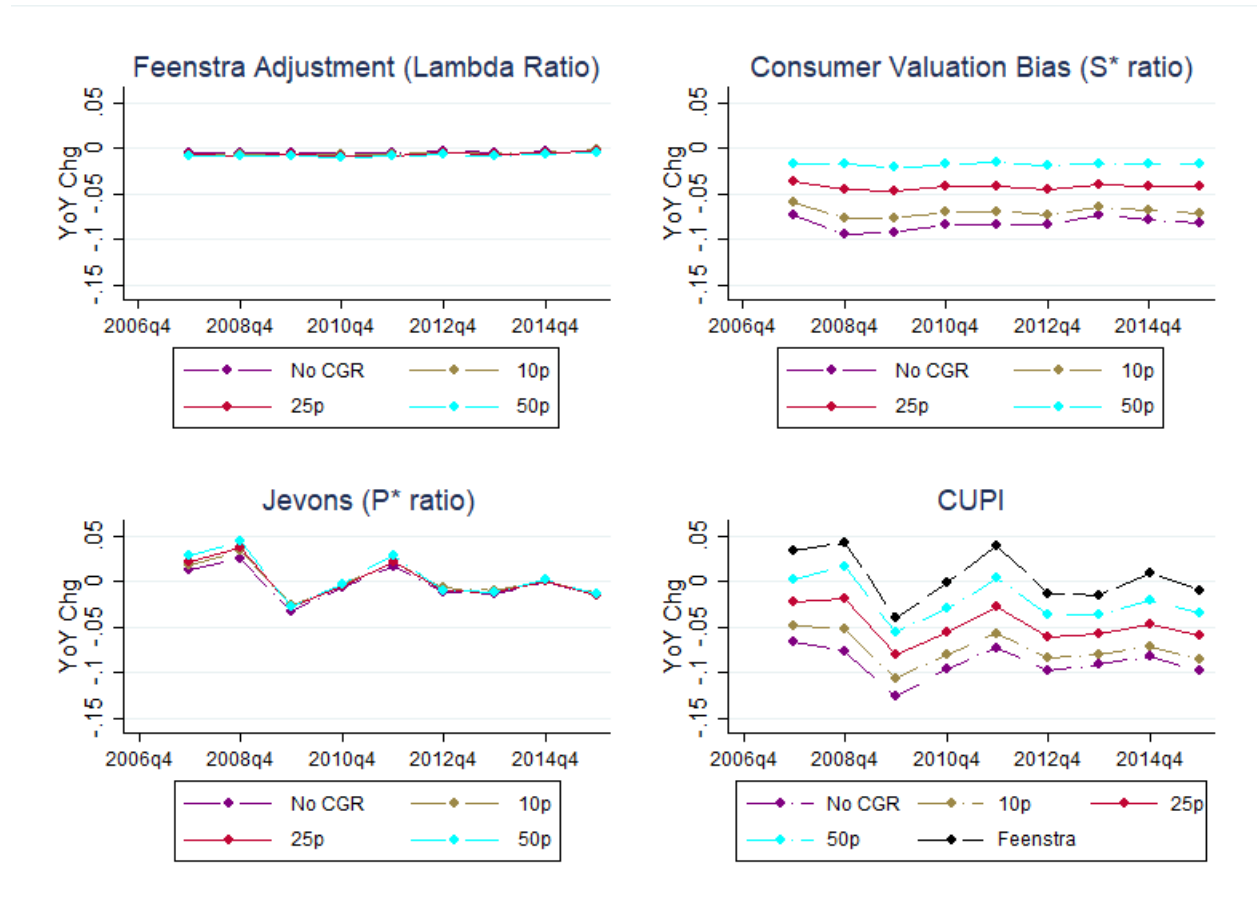 Feenstra Adjustment (Lambda Ratio)
YoY Chg
.05
0
-.05
-.1
-.15
2006q4 2008q4 2010q4 2012q4 2014q4
No CGR 10p
25p 50p
Consumer Valuation Bias (S* ratio)
YoY Chg
.05
0
-.05
-.1
-.15
2006q4 2008q4 2010q4 2012q4 2014q4
No CGR 10p
25p 50p
Jevons (P* ratio)
YoY Chg
.05
0
-.05
-.1
-.15
2006q4 2008q4 2010q4 2012q4 2014q4
No CGR 10p
25p 50p
CUPI
YoY Chg
.05
0
-.05
-.1
-.15
2006q4 2008q4 2010q4 2012q4 2014q4
No CGR 10p 25p
50p Feenstra